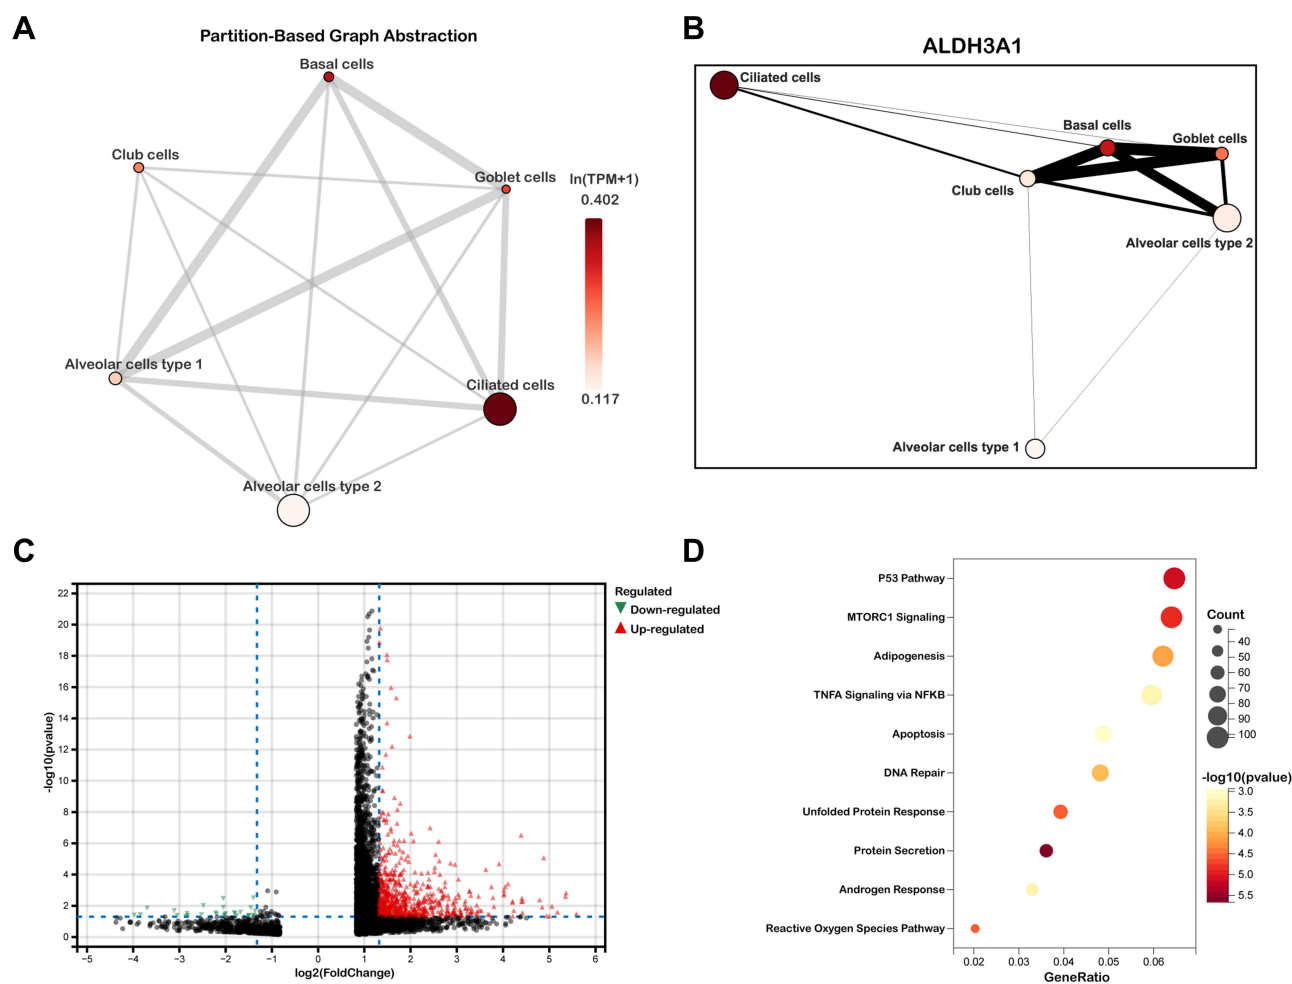 A
Partition-Based Graph Abstraction
Basal cells
Club cells
Goblet cells
ln(TPM+1)
0.402
0.117
Alveolar cells type 1
Ciliated cells
Alveolar cells type 2
B
ALDH3A1
Ciliated cells
Basal cells
Goblet cells
Club cells
Alveolar cells type 2
Alveolar cells type 1
C
-log10(pvalue)
22
20
18
16
14
12
10
8
6
4
2
0
−5 −4 −3 −2 −1 0 1 2 3 4 5 6
log2(FoldChange)
Regulated
Down-regulated
Up-regulated
D
P53 Pathway
MTORC1 Signaling
Adipogenesis
TNFA Signaling via NFKB
Apoptosis
DNA Repair
Unfolded Protein Response
Protein Secretion
Androgen Response
Reactive Oxygen Species Pathway
0.02 0.03 0.04 0.05 0.06
GeneRatio
Count
40
50
60
70
80
90
100
-log10(pvalue)
3.0
3.5
4.0
4.5
5.0
5.5